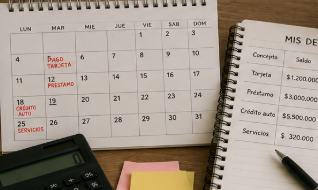 LUN MAR MIE JUE VIE SAB DOM
1 2 3
4 PAGO TARJETA 6 7 8 9 10
11 12 PRÉSTAMO 13 14 15 16 17
18 CRÉDITO AUTO 19 20 21 22 23 24
25 SERVICIOS 26 27 28 29 30 31
MIS DE
Concepto Saldo
Tarjeta $1.200.000
Préstamo $3.000.000
Crédito auto $5.900.000
Servicios $ 320.000